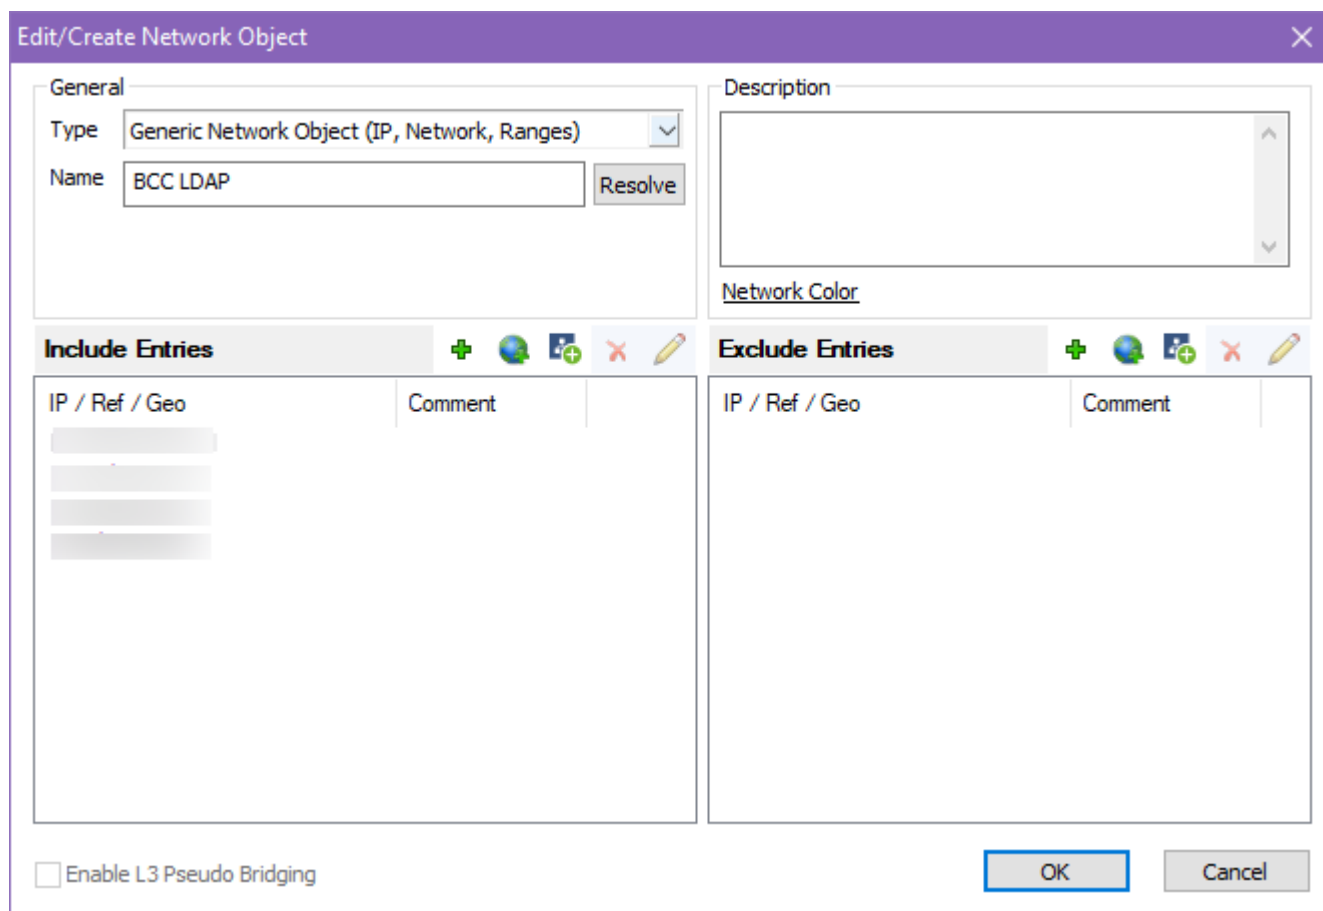 Edit/Create Network Object
General
Type Generic Network Object (IP, Network, Ranges)
Name BCC LDAP Resolve
Description
Network Color
Include Entries
IP / Ref / Geo Comment
Exclude Entries
IP / Ref / Geo Comment
Enable L3 Pseudo Bridging
OK Cancel